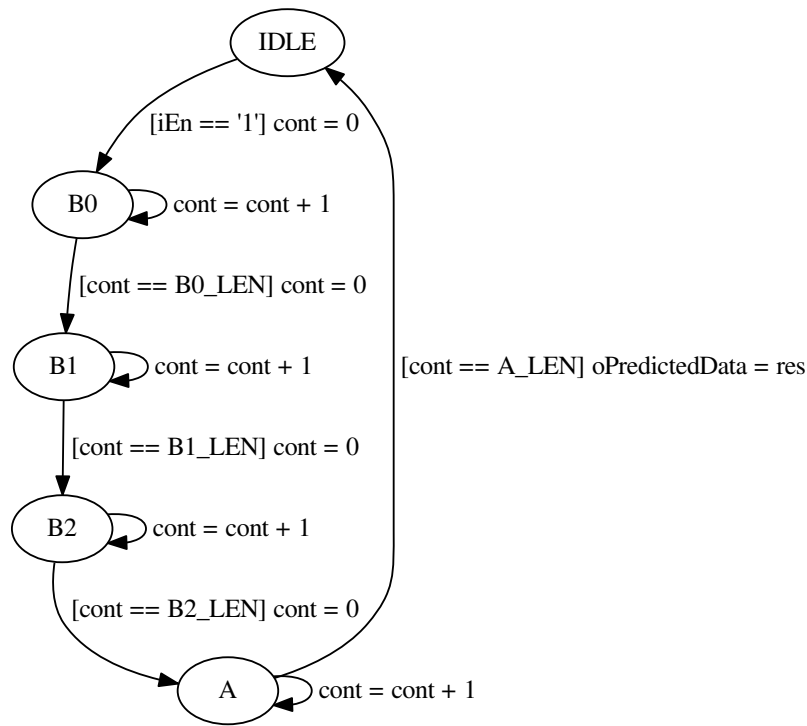 IDLE
[iEn == '1'] cont = 0
B0
cont = cont + 1
[cont == B0_LEN] cont = 0
B1
cont = cont + 1
[cont == A_LEN] oPredictedData = res
[cont == B1_LEN] cont = 0
B2
cont = cont + 1
[cont == B2_LEN] cont = 0
A
cont = cont + 1